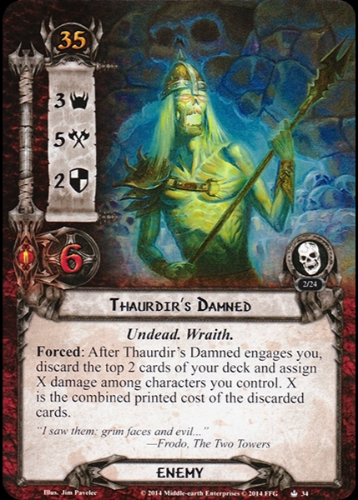 35
3
5
2
6
2/24
Thaurdir's Damned
Undead. Wraith.
Forced: After Thaurdir's Damned engages you,
discard the top 2 cards of your deck and assign
X damage among characters you control. X
is the combined printed cost of the discarded
cards.
"I saw them: grim faces and evil..."
—Frodo, The Two Towers
ENEMY
Illus. Jim Pavelec © 2014 Middle-earth Enterprises © 2014 FFG 34